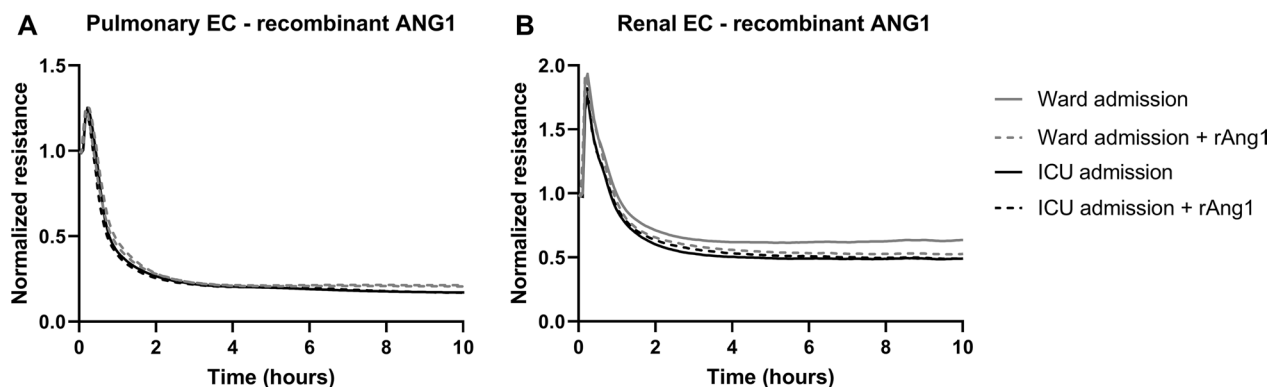 A
Pulmonary EC - recombinant ANG1
Normalized resistance
1.5
1.0
0.5
0.0
0
2
4
6
8
10
Time (hours)
B
Renal EC - recombinant ANG1
Normalized resistance
2.0
1.5
1.0
0.5
0.0
0
2
4
6
8
10
Time (hours)
Ward admission
Ward admission + rAng1
ICU admission
ICU admission + rAng1